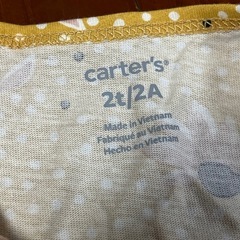 carter's®
2t/2A
Made in Vietnam
Fabriqué au Vietnam
Hecho en Vietnam